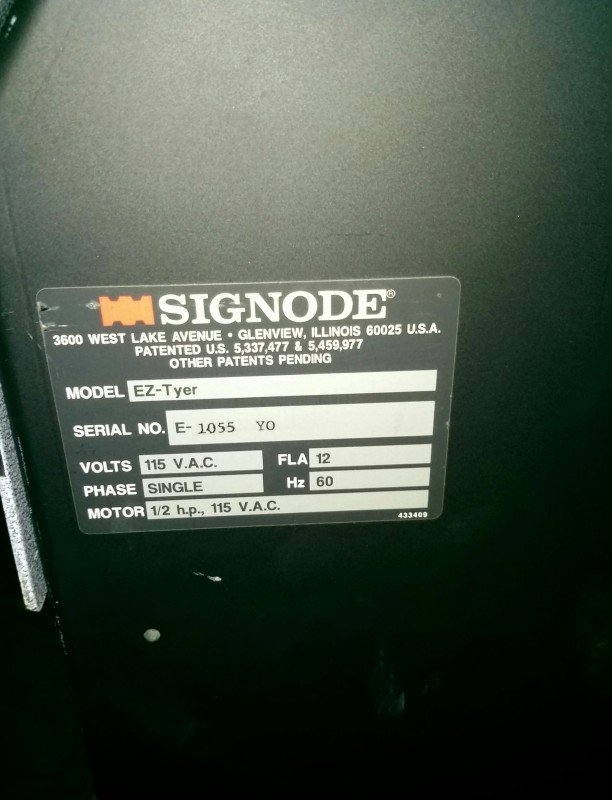 SIGNODE®
3600 WEST LAKE AVENUE • GLENVIEW, ILLINOIS 60025 U.S.A.
PATENTED U.S. 5,337,477 & 5,459,977
OTHER PATENTS PENDING
MODEL EZ-Tyer
SERIAL NO. E- 1055 YO
VOLTS 115 V.A.C. FLA 12
PHASE SINGLE Hz 60
MOTOR 1/2 h.p., 115 V.A.C.
433409